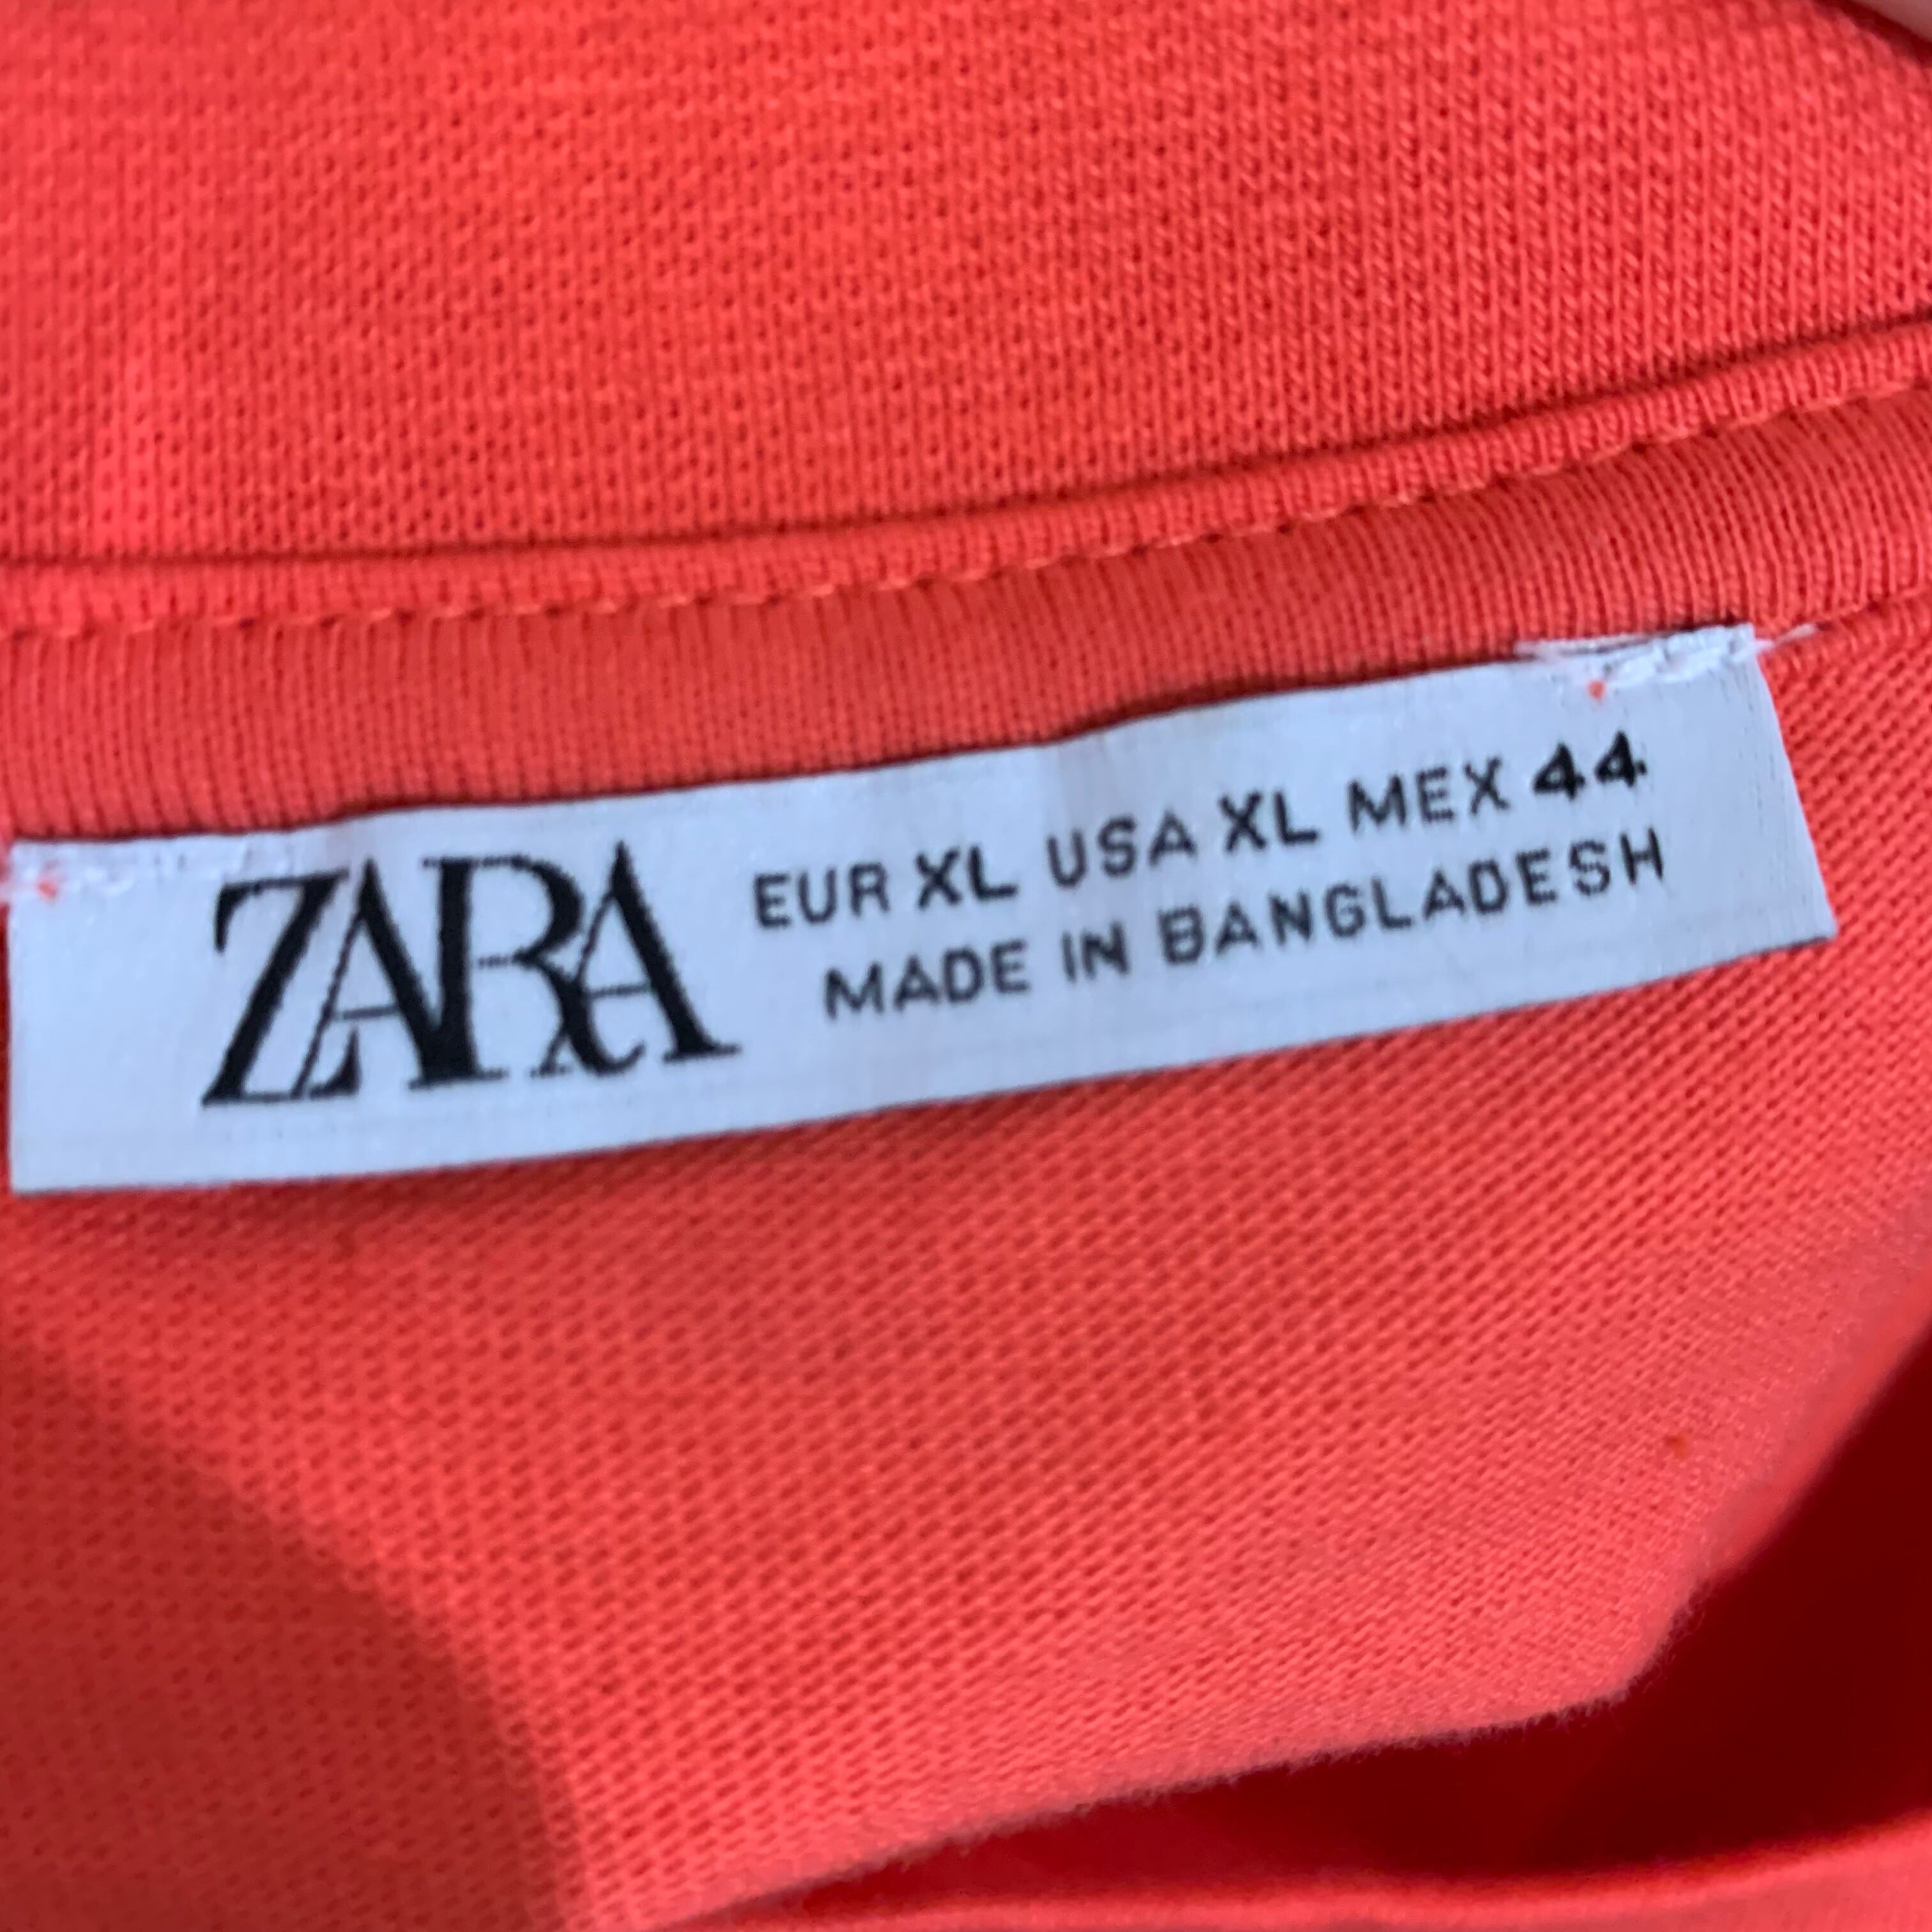 ZARA
EUR XL USA XL MEX 44
MADE IN BANGLADESH